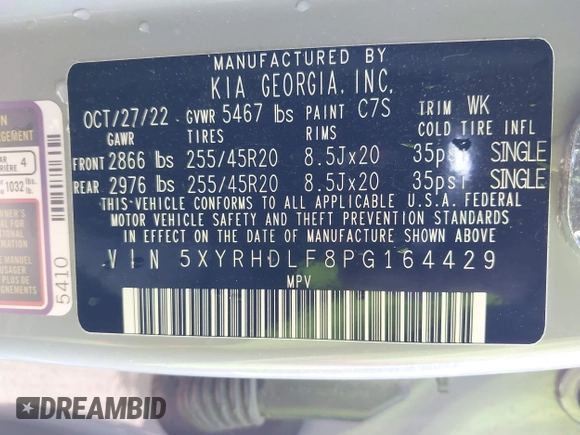 MANUFACTURED BY
KIA GEORGIA, INC.
OCT/27/22 GVWR 5467 lbs PAINT C7S TRIM WK
GAWR TIRES RIMS COLD TIRE INFL
FRONT 2866 lbs 255/45R20 8.5Jx20 35psi SINGLE
REAR 2976 lbs 255/45R20 8.5Jx20 35psi SINGLE
THIS VEHICLE CONFORMS TO ALL APPLICABLE U.S.A. FEDERAL
MOTOR VEHICLE SAFETY AND THEFT PREVENTION STANDARDS
IN EFFECT ON THE DATE OF MANUFACTURE SHOWN ABOVE.
VIN 5XYRHDLF8PG164429
MPV
4
1032 lbs.
5410
DREAMBID